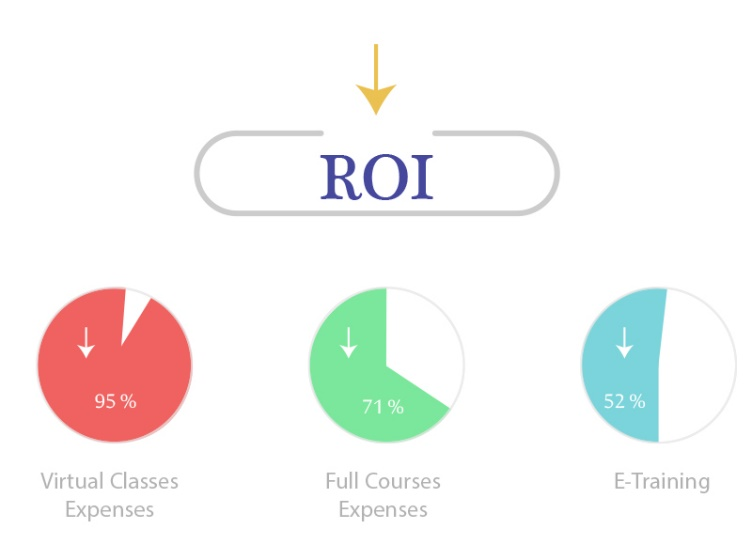 ROI
95 %
71 %
52 %
Virtual Classes
Expenses
Full Courses
Expenses
E-Training